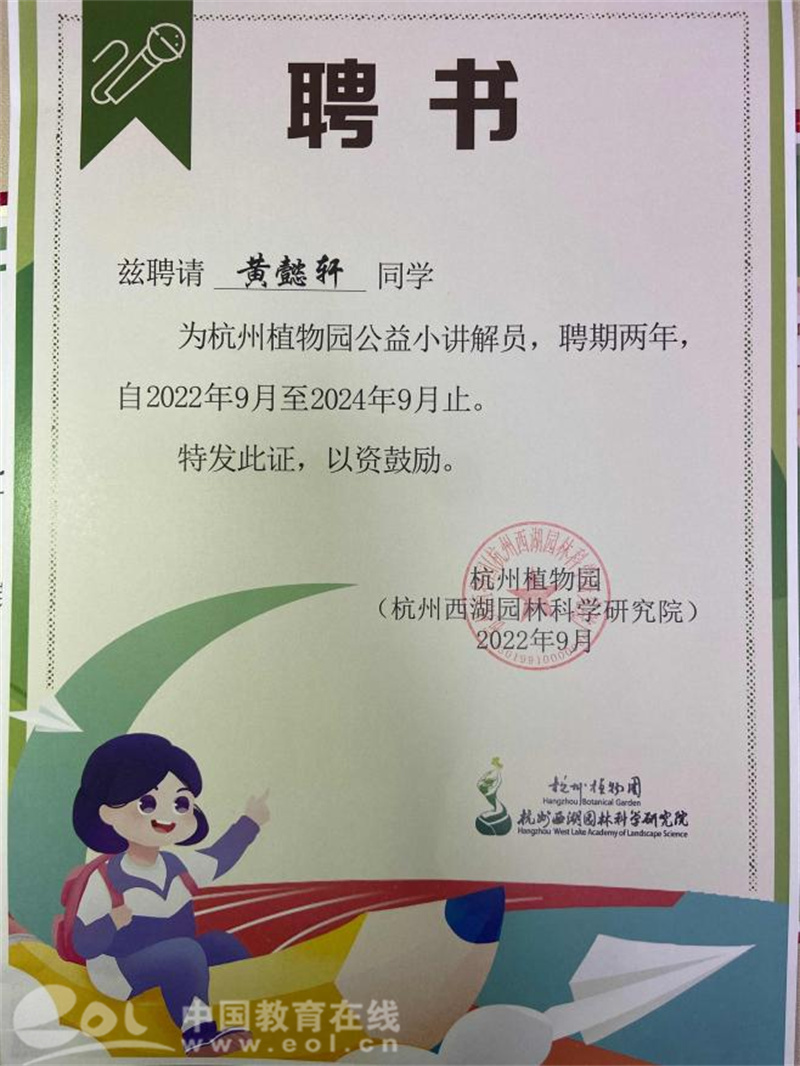 聘书
兹聘请 黄懿轩 同学
为杭州植物园公益小讲解员，聘期两年，
自2022年9月至2024年9月止。
特发此证，以资鼓励。
杭州植物园
（杭州西湖园林科学研究院）
2022年9月
杭州植物园
Hangzhou Botanical Garden
杭州西湖园林科学研究院
Hangzhou West Lake Academy of Landscape Science
eol 中国教育在线
www.eol.cn